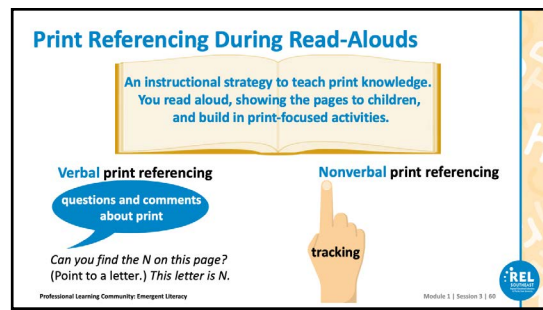 Print Referencing During Read-Alouds
An instructional strategy to teach print knowledge.
You read aloud, showing the pages to children,
and build in print-focused activities.
Verbal print referencing
questions and comments
about print
Can you find the N on this page?
(Point to a letter.) This letter is N.
Nonverbal print referencing
tracking
Professional Learning Community: Emergent Literacy
Module 1 | Session 3 | 60
REL
SOUTHEAST